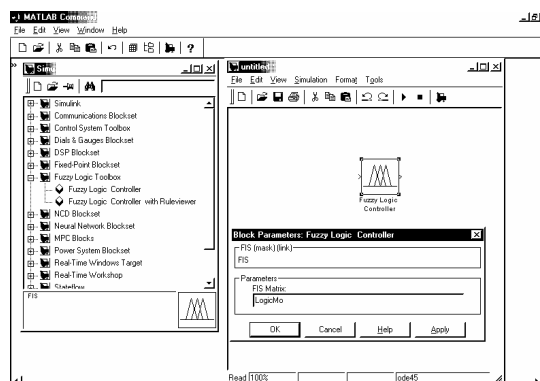 MATLAB Command
File Edit View Window Help
Simu
Simulink
Communications Blockset
Control System Toolbox
Dials & Gauges Blockset
DSP Blockset
Fixed-Point Blockset
Fuzzy Logic Toolbox
Fuzzy Logic Controller
Fuzzy Logic Controller with Ruleviewer
NCD Blockset
Neural Network Blockset
MPC Blocks
Power System Blockset
Real-Time Windows Target
Real-Time Workshop
Stateflow
FIS
untitled
File Edit View Simulation Format Tools
Fuzzy Logic
Controller
Block Parameters: Fuzzy Logic Controller
FIS (mask) (link)
FIS
Parameters
FIS Matrix:
LogicMo
OK Cancel Help Apply
Read 100% ode45